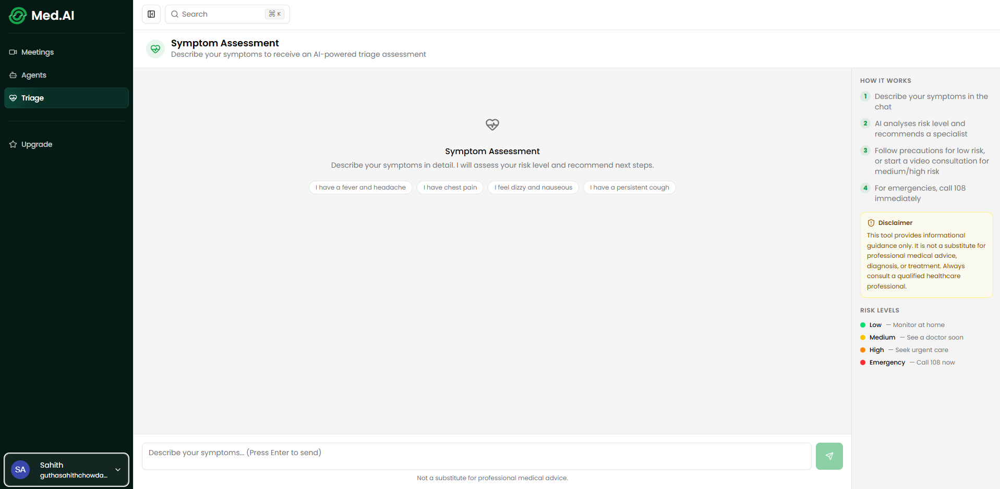 Med.AI
Meetings
Agents
Triage
Upgrade
SA
Sahith
guthasahithchowda...
Search
⌘ K
Symptom Assessment
Describe your symptoms to receive an AI-powered triage assessment
Symptom Assessment
Describe your symptoms in detail. I will assess your risk level and recommend next steps.
I have a fever and headache
I have chest pain
I feel dizzy and nauseous
I have a persistent cough
Describe your symptoms... (Press Enter to send)
Not a substitute for professional medical advice.
HOW IT WORKS
1 Describe your symptoms in the
chat
2 AI analyses risk level and
recommends a specialist
3 Follow precautions for low risk,
or start a video consultation for
medium/high risk
4 For emergencies, call 108
immediately
Disclaimer
This tool provides informational
guidance only. It is not a substitute for
professional medical advice,
diagnosis, or treatment. Always
consult a qualified healthcare
professional.
RISK LEVELS
Low — Monitor at home
Medium — See a doctor soon
High — Seek urgent care
Emergency — Call 108 now